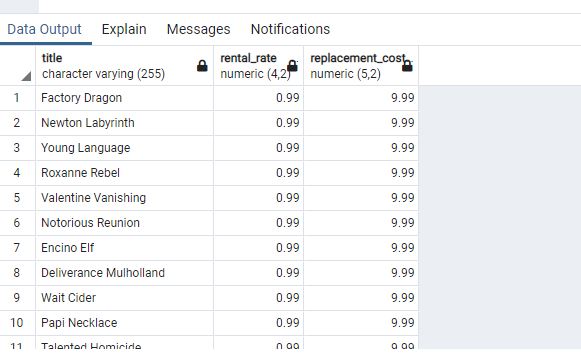 Data Output Explain Messages Notifications
title rental_rate replacement_cost
character varying (255) numeric (4,2) numeric (5,2)
1 Factory Dragon 0.99 9.99
2 Newton Labyrinth 0.99 9.99
3 Young Language 0.99 9.99
4 Roxanne Rebel 0.99 9.99
5 Valentine Vanishing 0.99 9.99
6 Notorious Reunion 0.99 9.99
7 Encino Elf 0.99 9.99
8 Deliverance Mulholland 0.99 9.99
9 Wait Cider 0.99 9.99
10 Papi Necklace 0.99 9.99
11 Talented Homicide 0.99 9.99